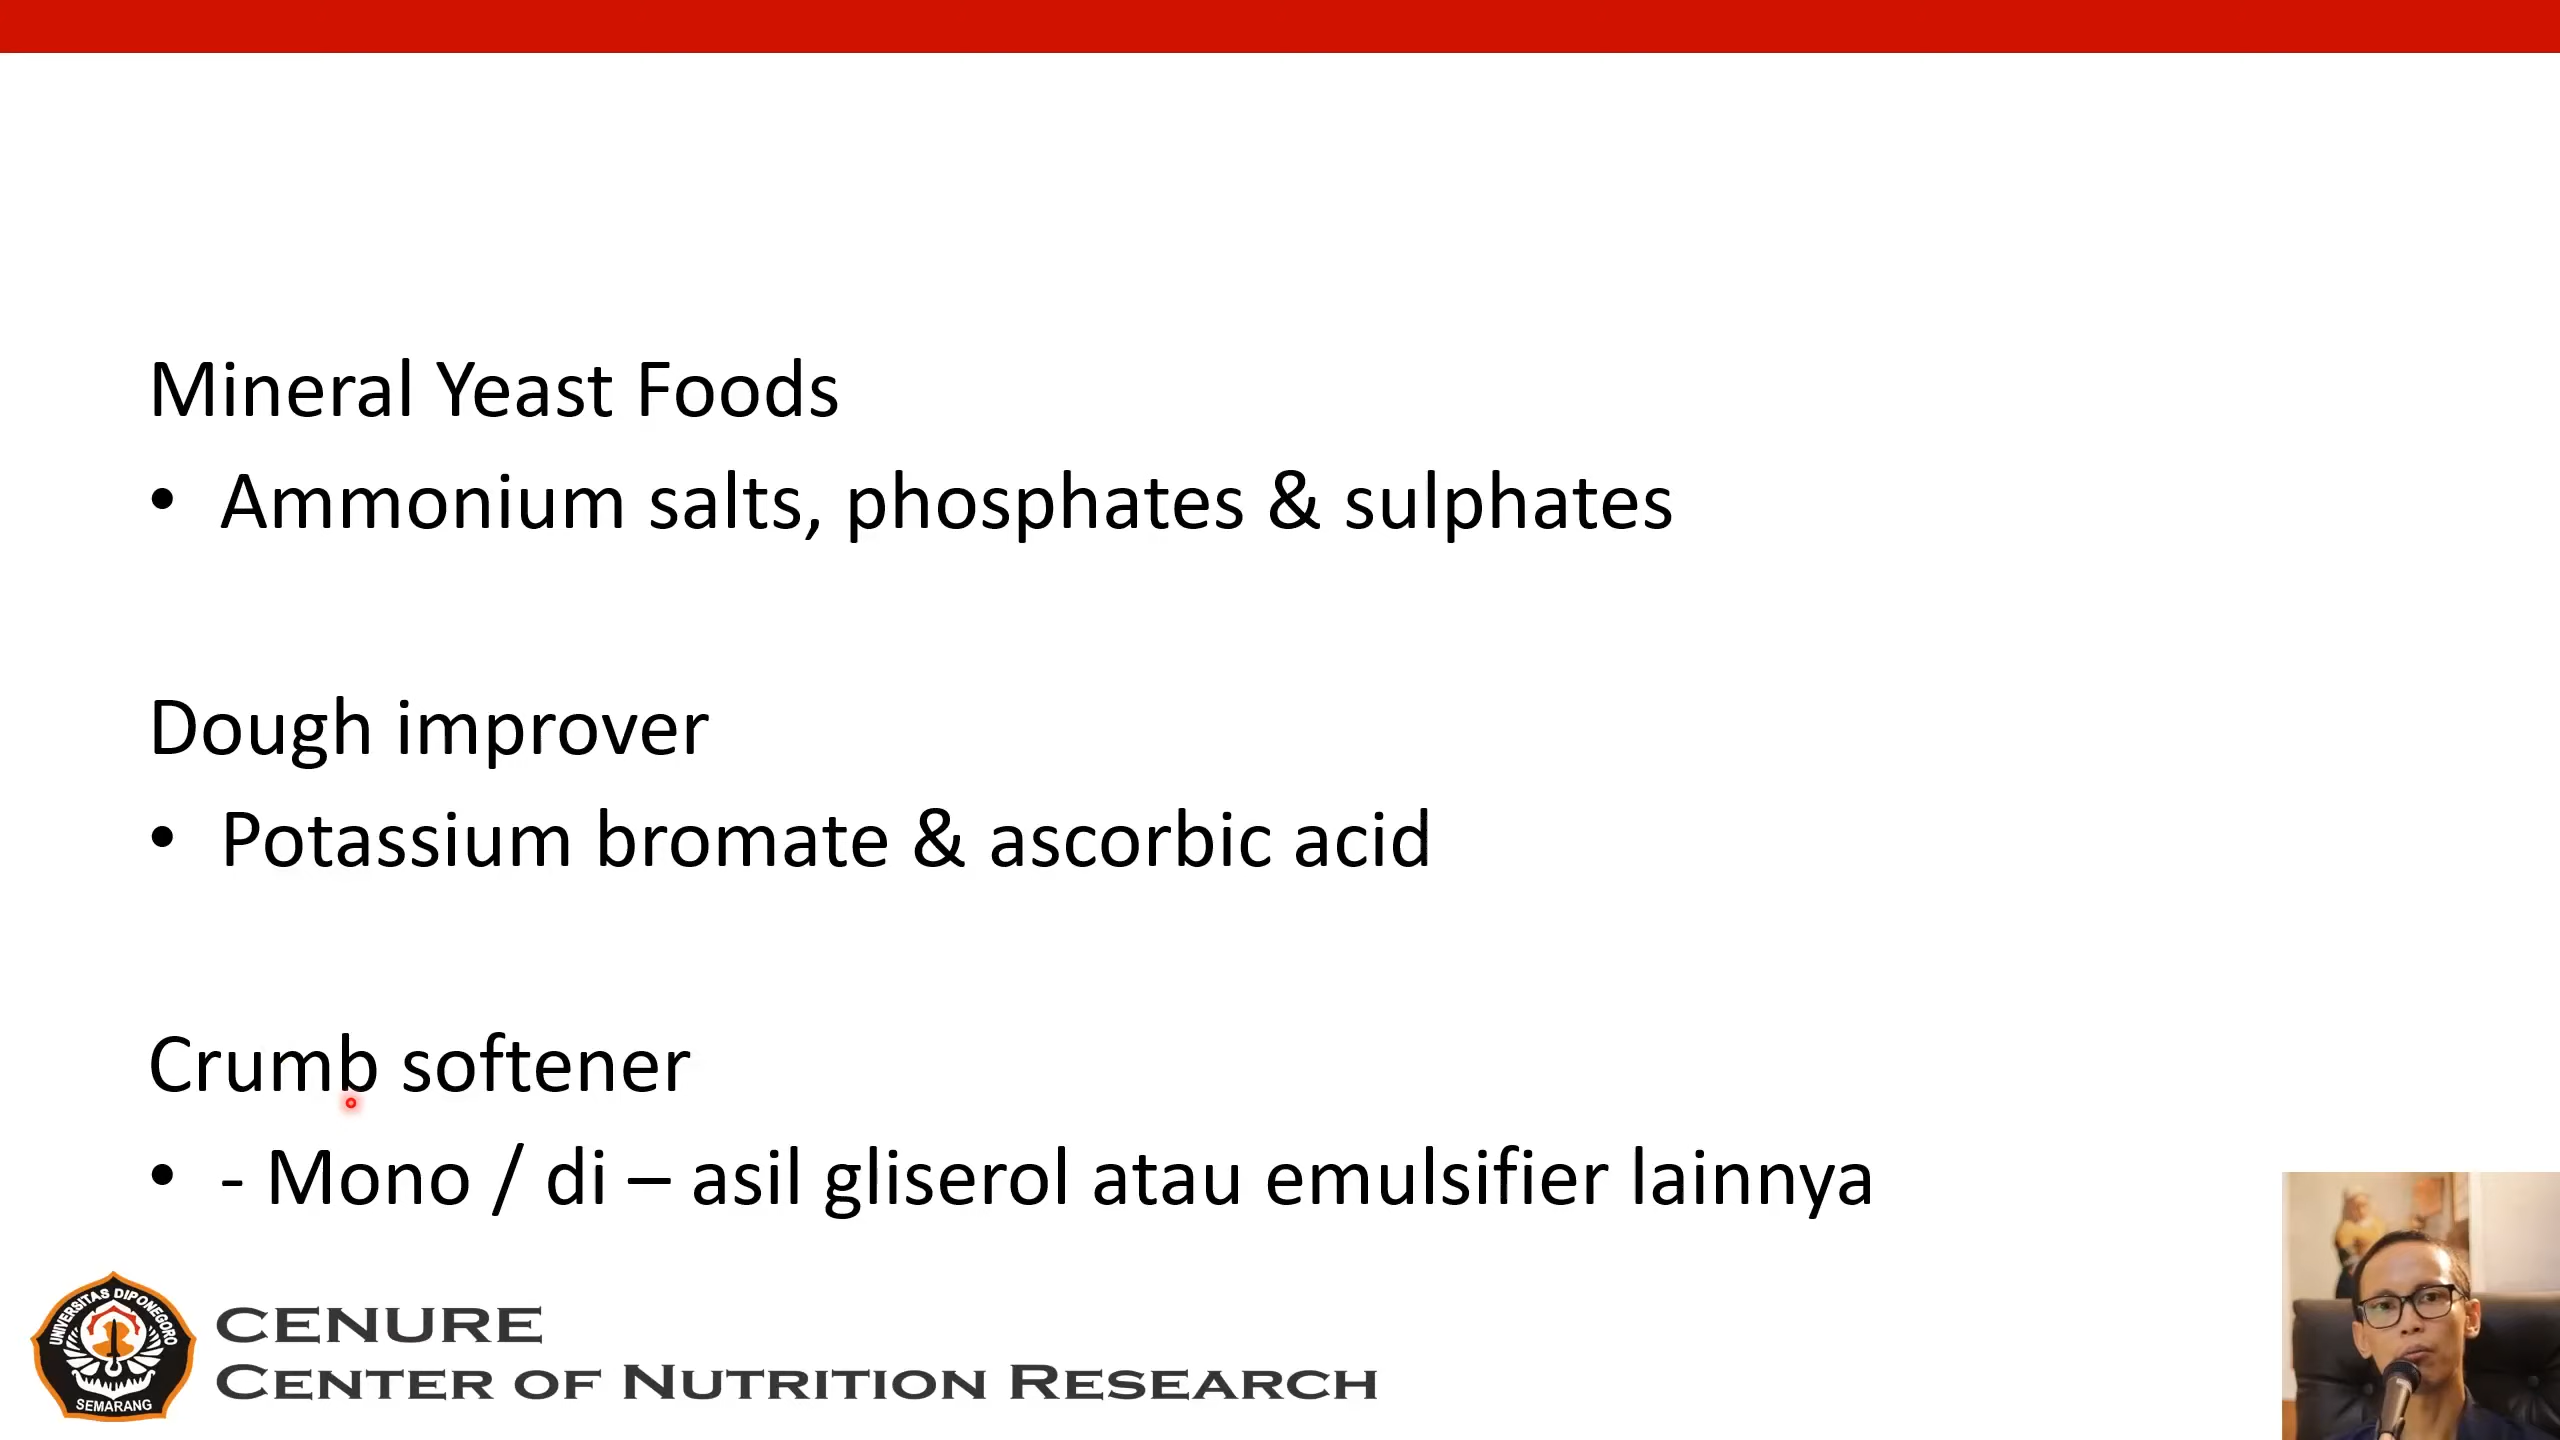 Mineral Yeast Foods
• Ammonium salts, phosphates & sulphates
Dough improver
• Potassium bromate & ascorbic acid
Crumb softener
• - Mono / di – asil gliserol atau emulsifier lainnya
UNIVERSITAS DIPONEGORO
SEMARANG
CENURE
CENTER OF NUTRITION RESEARCH